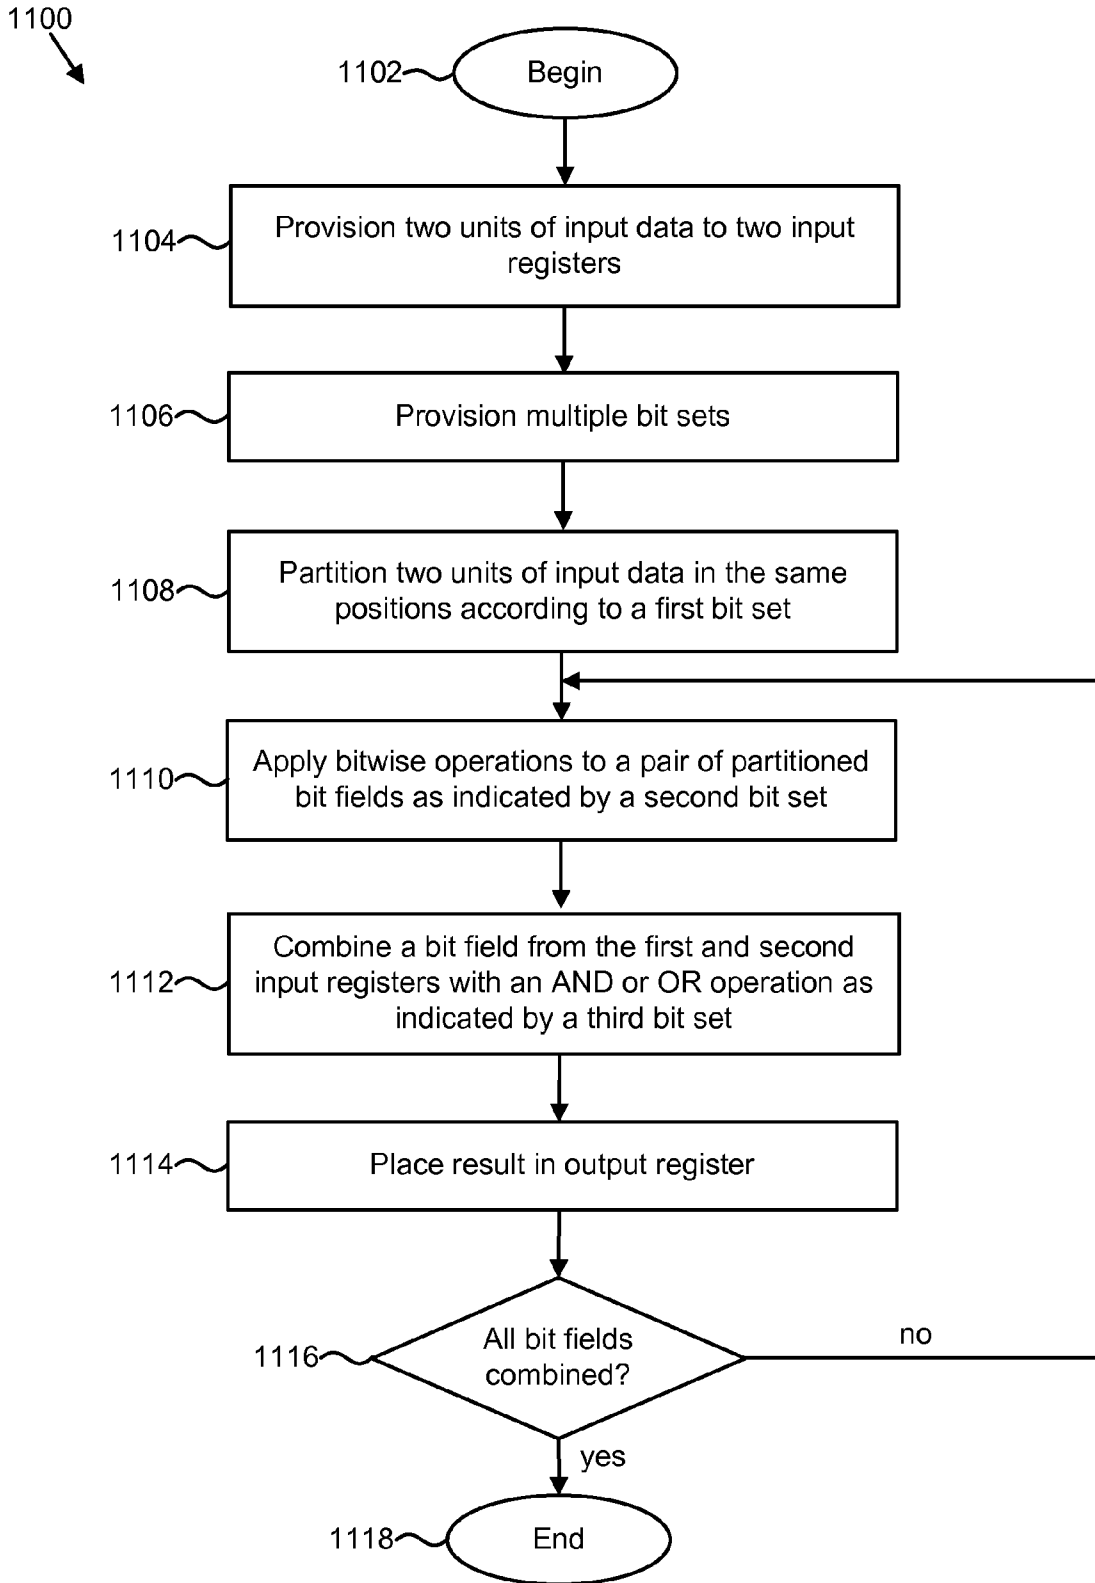 1100
1102
Begin
1104
Provision two units of input data to two input
registers
1106
Provision multiple bit sets
1108
Partition two units of input data in the same
positions according to a first bit set
1110
Apply bitwise operations to a pair of partitioned
bit fields as indicated by a second bit set
1112
Combine a bit field from the first and second
input registers with an AND or OR operation as
indicated by a third bit set
1114
Place result in output register
1116
All bit fields
combined?
no
yes
1118
End